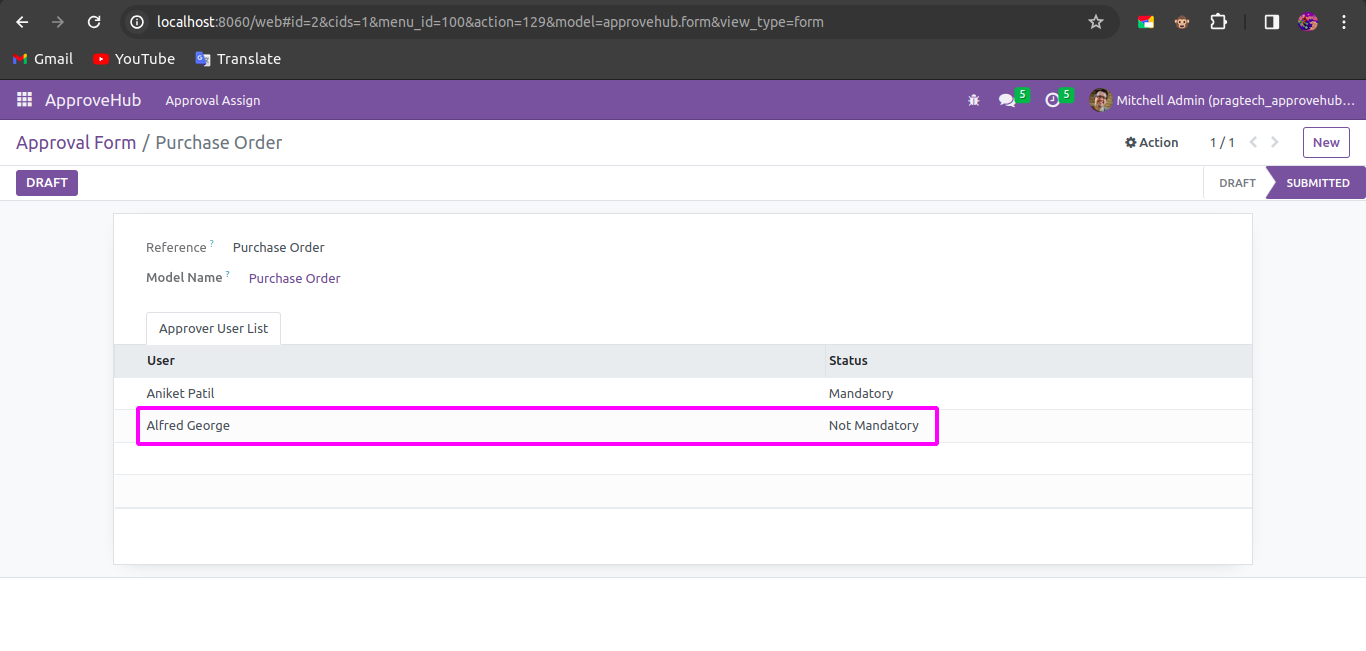 localhost:8060/web#id=2&cids=1&menu_id=100&action=129&model=approvehub.form&view_type=form
Gmail YouTube Translate
ApproveHub Approval Assign 5 5 Mitchell Admin (pragtech_approvehub...
Approval Form / Purchase Order Action 1 / 1 New
DRAFT DRAFT SUBMITTED
Reference ? Purchase Order
Model Name ? Purchase Order
Approver User List
User Status
Aniket Patil Mandatory
Alfred George Not Mandatory